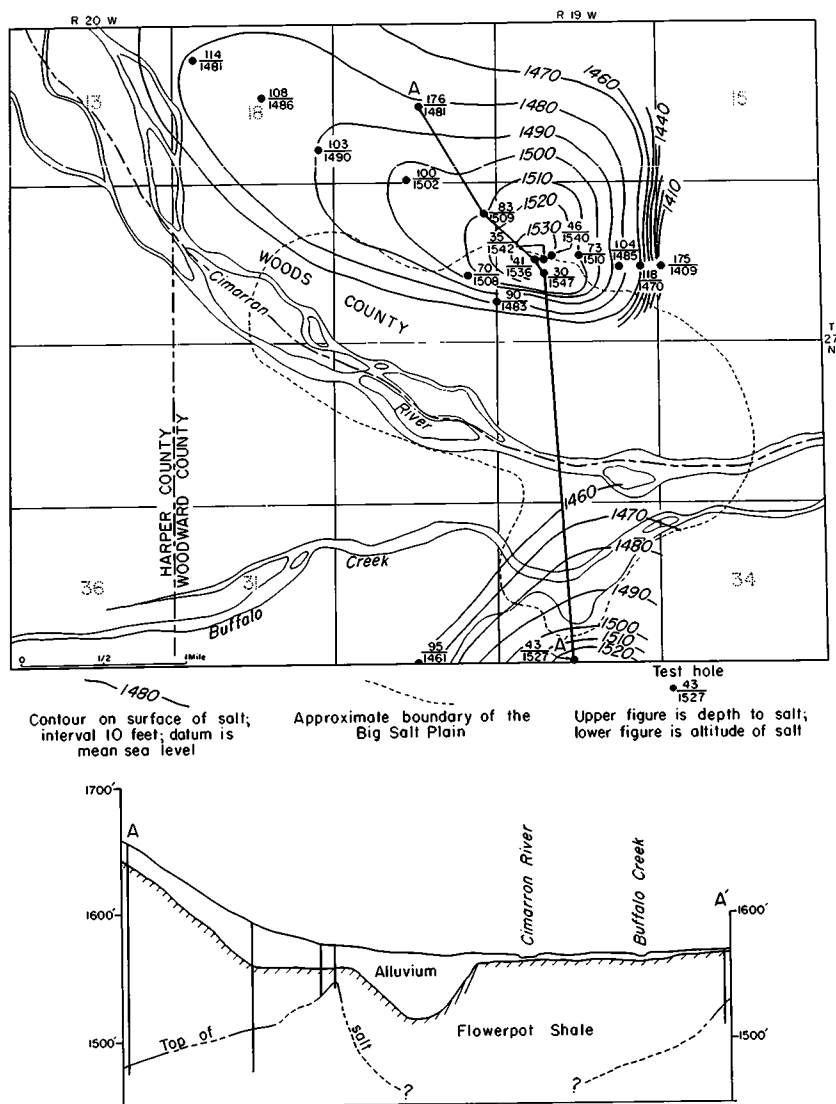 R 20 W
R 19 W
114
1481
108
1486
A
176
1481
1470
1460
13
18
15
1480
1440
103
1490
1490
1410
100
1502
1500
83
1509
1510
1520
1530
46
1540
35
1542
73
1510
104
1485
41
1536
30
1547
118
1470
175
1409
70
1508
90
1483
WOODS
COUNTY
Cimarron
River
T
27
N
HARPER COUNTY
WOODWARD COUNTY
1460
1470
1480
1490
1500
1510
1520
36
31
34
Creek
Buffalo
95
1461
43
1527
A'
0
1/2
1Mile
Test hole
43
1527
1480
Contour on surface of salt;
interval 10 feet; datum is
mean sea level
Approximate boundary of the
Big Salt Plain
Upper figure is depth to salt;
lower figure is altitude of salt
1700'
A
Cimarron River
Buffalo Creek
A'
1600'
1600'
Alluvium
Top of
salt
Flowerpot Shale
1500'
1500'
?
?